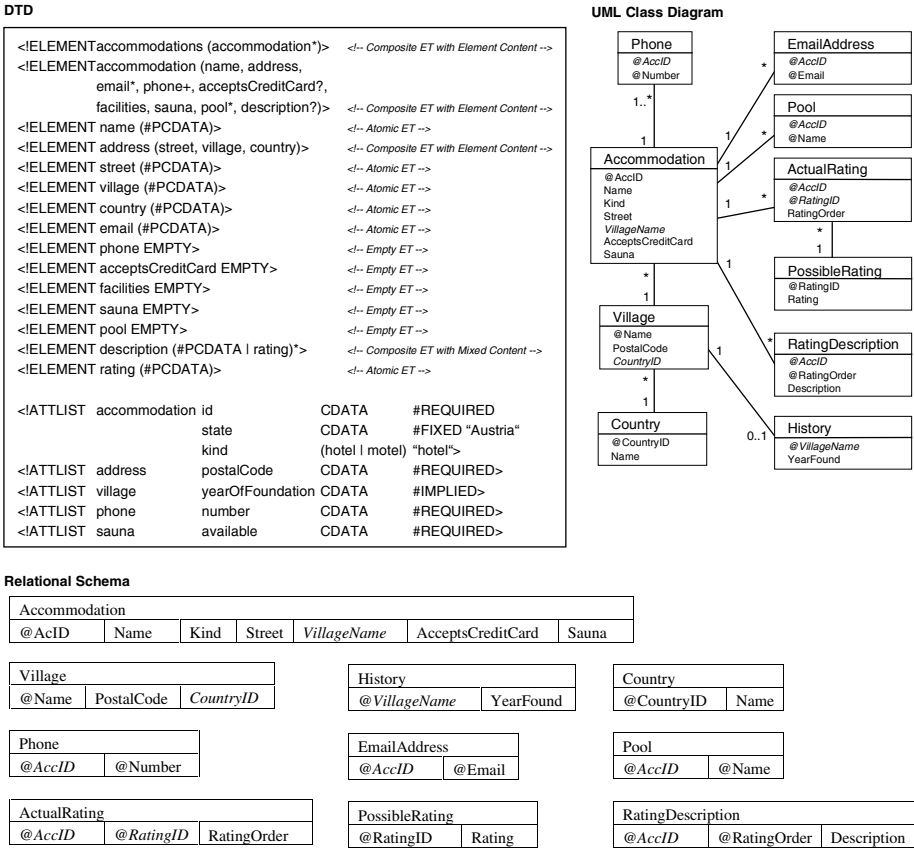 DTD
<!ELEMENTaccommodations (accommodation*)> <!-- Composite ET with Element Content -->
<!ELEMENTaccommodation (name, address,
email*, phone+, acceptsCreditCard?,
facilities, sauna, pool*, description?)> <!-- Composite ET with Element Content -->
<!ELEMENT name (#PCDATA)> <!-- Atomic ET -->
<!ELEMENT address (street, village, country)> <!-- Composite ET with Element Content -->
<!ELEMENT street (#PCDATA)> <!-- Atomic ET -->
<!ELEMENT village (#PCDATA)> <!-- Atomic ET -->
<!ELEMENT country (#PCDATA)> <!-- Atomic ET -->
<!ELEMENT email (#PCDATA)> <!-- Atomic ET -->
<!ELEMENT phone EMPTY> <!-- Empty ET -->
<!ELEMENT acceptsCreditCard EMPTY> <!-- Empty ET -->
<!ELEMENT facilities EMPTY> <!-- Empty ET -->
<!ELEMENT sauna EMPTY> <!-- Empty ET -->
<!ELEMENT pool EMPTY> <!-- Empty ET -->
<!ELEMENT description (#PCDATA | rating)*> <!-- Composite ET with Mixed Content -->
<!ELEMENT rating (#PCDATA)> <!-- Atomic ET -->
<!ATTLIST accommodation id CDATA #REQUIRED
state CDATA #FIXED “Austria“
kind (hotel | motel) “hotel“>
<!ATTLIST address postalCode CDATA #REQUIRED>
<!ATTLIST village yearOfFoundation CDATA #IMPLIED>
<!ATTLIST phone number CDATA #REQUIRED>
<!ATTLIST sauna available CDATA #REQUIRED>
UML Class Diagram
Phone
@AccID
@Number
1..*
1
EmailAddress
@AccID
@Email
*
1
Pool
@AccID
@Name
*
1
Accommodation
@AccID
Name
Kind
Street
VillageName
AcceptsCreditCard
Sauna
ActualRating
@AccID
@RatingID
RatingOrder
*
1
*
1
PossibleRating
@RatingID
Rating
1
*
1
Village
@Name
PostalCode
CountryID
*
RatingDescription
@AccID
@RatingOrder
Description
1
*
1
Country
@CountryID
Name
0..1
History
@VillageName
YearFound
Relational Schema
Accommodation
@AcID Name Kind Street VillageName AcceptsCreditCard Sauna
Village
@Name PostalCode CountryID
History
@VillageName YearFound
Country
@CountryID Name
Phone
@AccID @Number
EmailAddress
@AccID @Email
Pool
@AccID @Name
ActualRating
@AccID @RatingID RatingOrder
PossibleRating
@RatingID Rating
RatingDescription
@AccID @RatingOrder Description